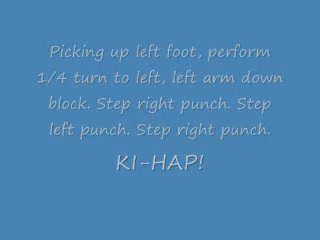 Picking up left foot, perform
1/4 turn to left, left arm down
block. Step right punch. Step
left punch. Step right punch.
KI-HAP!